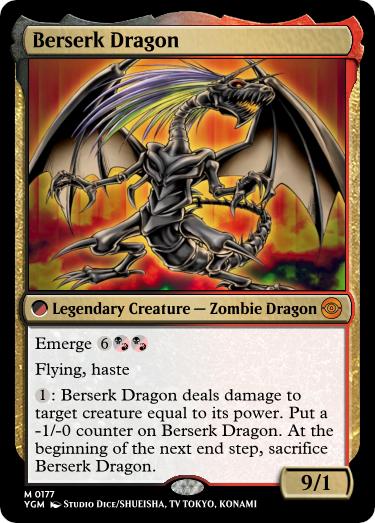 Berserk Dragon
Legendary Creature — Zombie Dragon
Emerge 6
Flying, haste
1: Berserk Dragon deals damage to
target creature equal to its power. Put a
-1/-0 counter on Berserk Dragon. At the
beginning of the next end step, sacrifice
Berserk Dragon.
9/1
M 0177
YGM STUDIO DICE/SHUEISHA, TV TOKYO, KONAMI